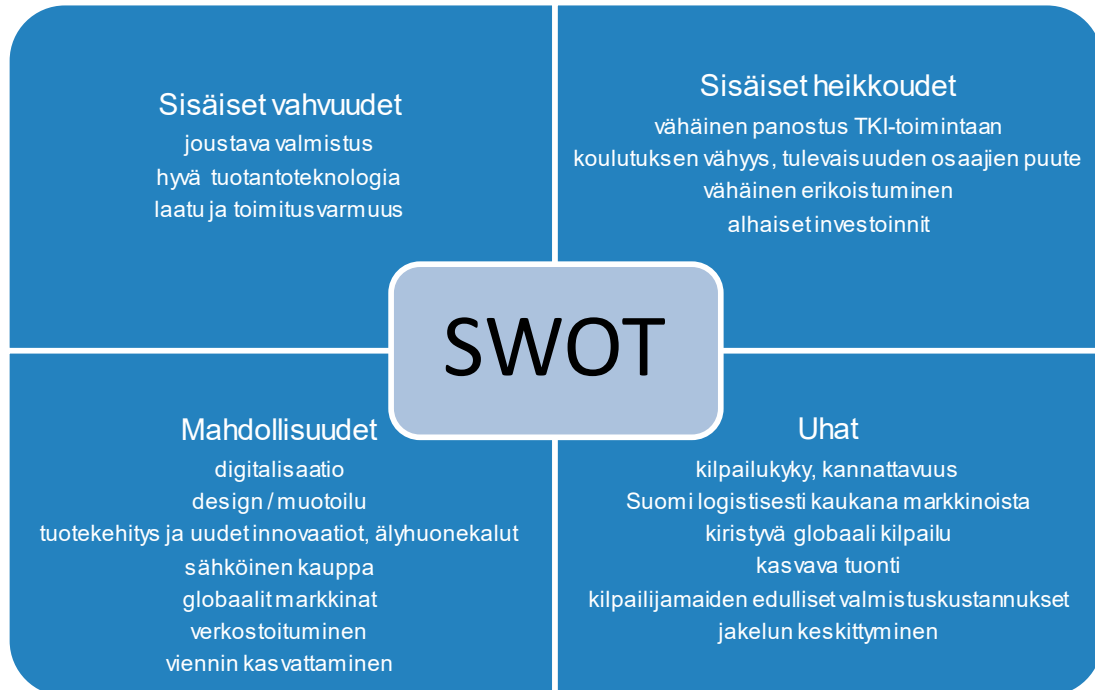 Sisäiset vahvuudet
joustava valmistus
hyvä tuotantoteknologia
laatu ja toimitusvarmuus
Sisäiset heikkoudet
vähäinen panostus TKI-toimintaan
koulutuksen vähyys, tulevaisuuden osaajien puute
vähäinen erikoistuminen
alhaiset investoinnit
SWOT
Mahdollisuudet
digitalisaatio
design / muotoilu
tuotekehitys ja uudet innovaatiot, älyhuonekalut
sähköinen kauppa
globaalit markkinat
verkostoituminen
viennin kasvattaminen
Uhat
kilpailukyky, kannattavuus
Suomi logistisesti kaukana markkinoista
kiristyvä globaali kilpailu
kasvava tuonti
kilpailijamaiden edulliset valmistuskustannukset
jakelun keskittyminen